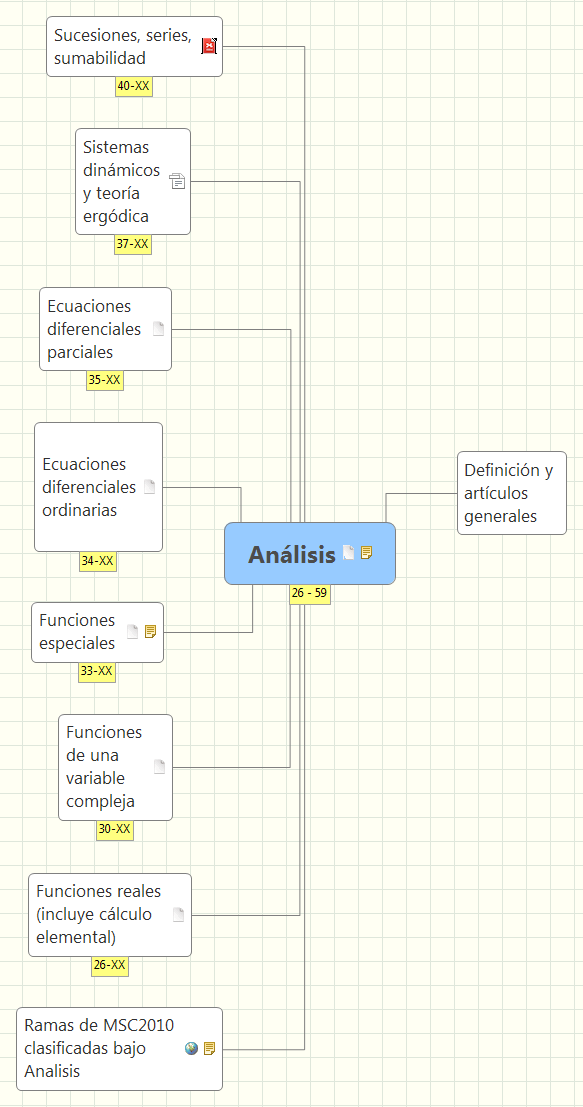 Sucesiones, series,
sumabilidad
40-XX
Sistemas
dinámicos
y teoría
ergódica
37-XX
Ecuaciones
diferenciales
parciales
35-XX
Ecuaciones
diferenciales
ordinarias
34-XX
Definición y
artículos
generales
Análisis
26 - 59
Funciones
especiales
33-XX
Funciones
de una
variable
compleja
30-XX
Funciones reales
(incluye cálculo
elemental)
26-XX
Ramas de MSC2010
clasificadas bajo
Analisis